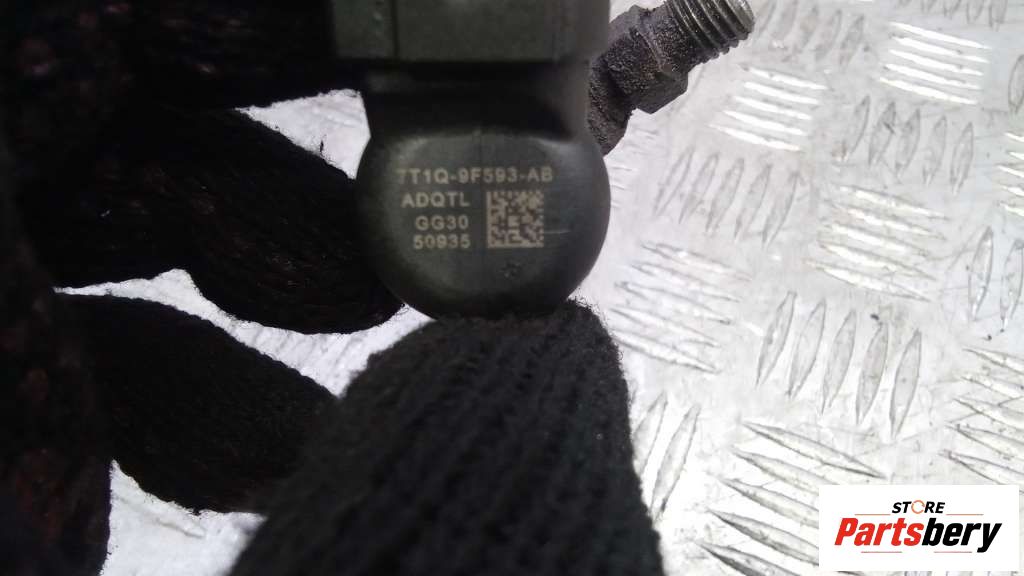 7T1Q-9F593-AB
ADQTL
GG30
50935
STORE
Partsbery